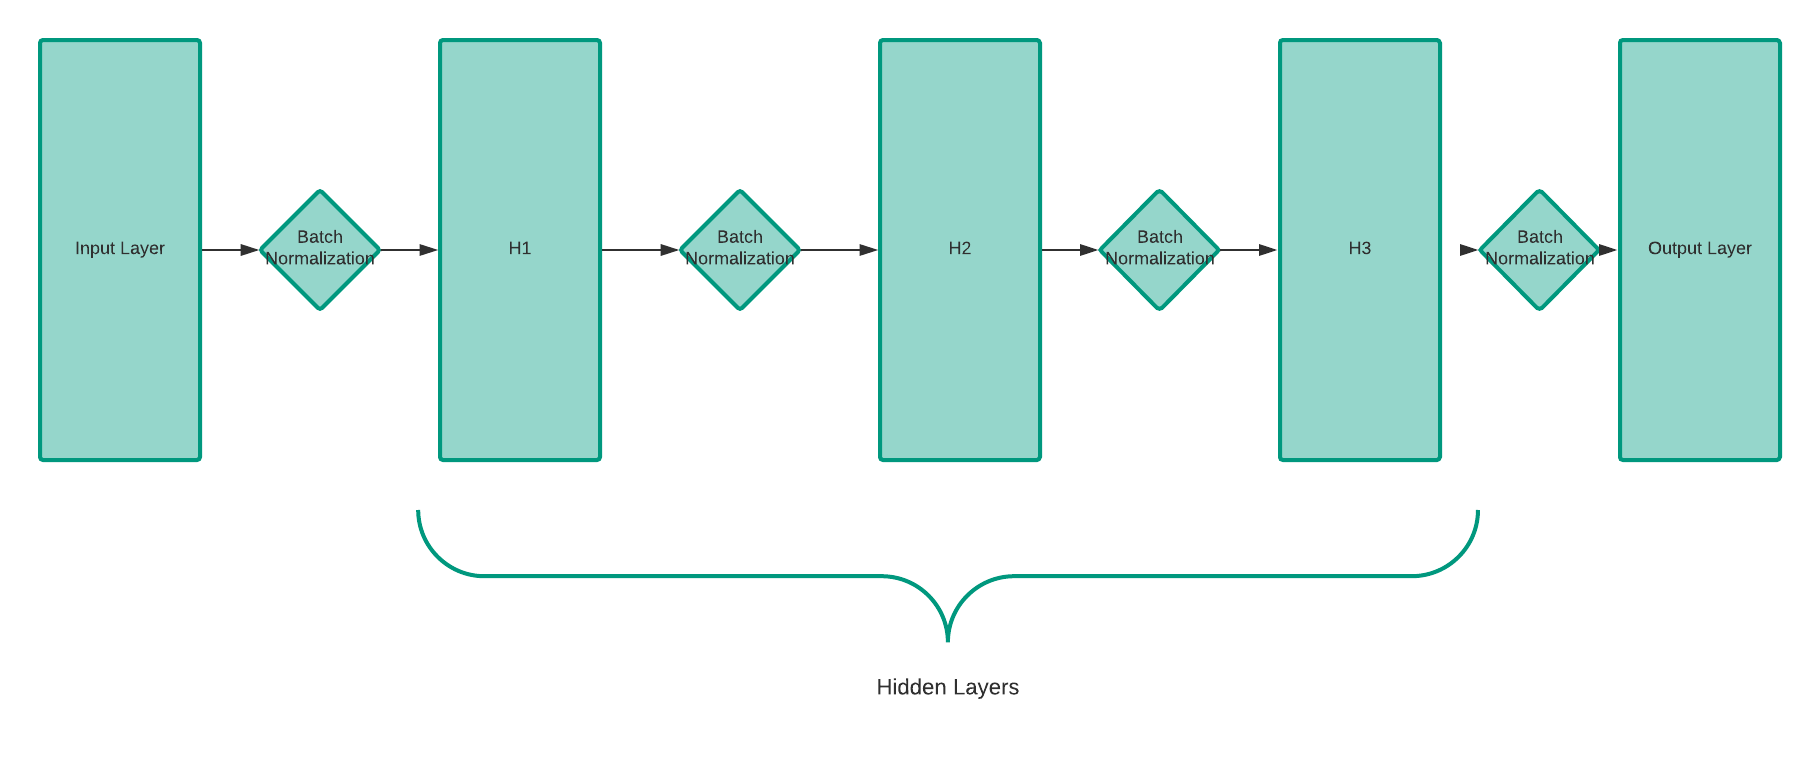 Input Layer
Batch
Normalization
H1
Batch
Normalization
H2
Batch
Normalization
H3
Batch
Normalization
Output Layer
Hidden Layers